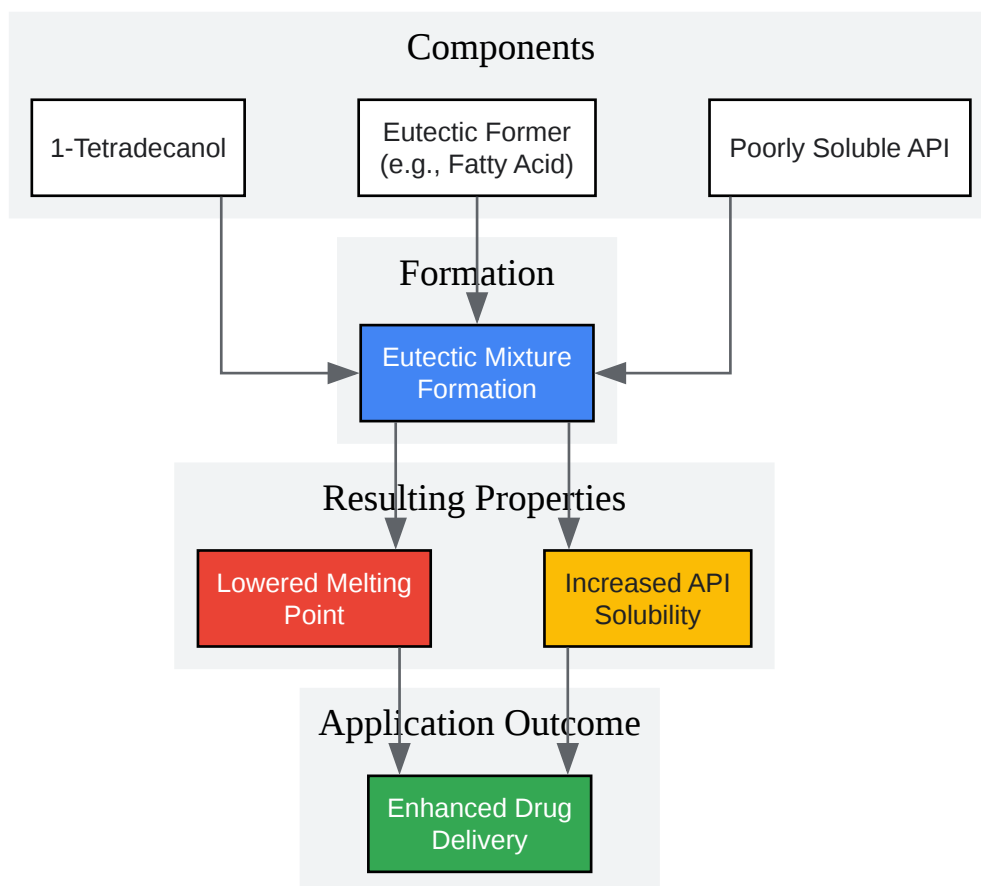 Components
1-Tetradecanol
Eutectic Former
(e.g., Fatty Acid)
Poorly Soluble API
Formation
Eutectic Mixture
Formation
Resulting Properties
Lowered Melting
Point
Increased API
Solubility
Application Outcome
Enhanced Drug
Delivery